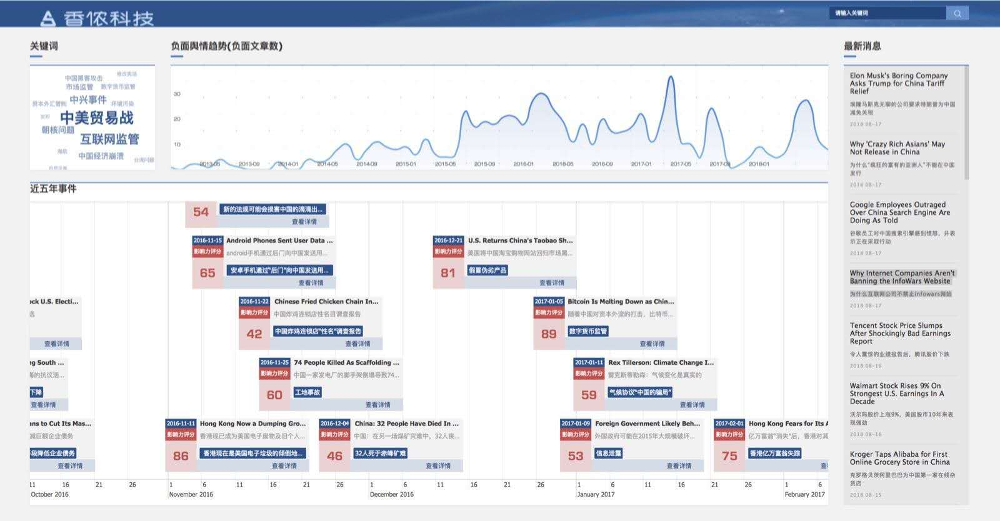 香侬科技
请输入关键词
关键词
负面舆情趋势(负面文章数)
最新消息
修改宪法
中国黑客攻击
市场监管 数字货币监管
中兴事件
资本外汇管制 环境污染
中美贸易战
朝核问题
互联网监管
中国经济崩溃
台湾问题
30
20
10
2013-05 2013-09 2014-01 2014-05 2014-09 2015-01 2015-05 2015-09 2016-01 2016-05 2016-09 2017-01 2017-05 2017-09 2018-01
近五年事件
54
新的法规可能会损害中国的滴滴出...
查看详情
2016-11-15
Android Phones Sent User Data ...
影响力评分
android手机通过后门向中国发送用...
65
安卓手机通过“后门”向中国发送用...
查看详情
2016-12-21
U.S. Returns China's Taobao Sh...
影响力评分
美国将中国淘宝购物网站回归市场黑...
81
假冒伪劣产品
查看详情
ck U.S. Electi...
选
查看详情
2016-11-22
Chinese Fried Chicken Chain In...
影响力评分
中国炸鸡连锁店性名目调查报告
42
中国炸鸡连锁店“性名”调查报告
查看详情
2017-01-05
Bitcoin Is Melting Down as Chin...
影响力评分
随着中国对资本外流的打击，比特币...
89
数字货币监管
查看详情
ng South ...
海的抗议活...
下降
查看详情
2016-11-25
74 People Killed As Scaffolding ...
影响力评分
中国一家发电厂的脚手架倒塌导致74...
60
工地事故
查看详情
2017-01-11
Rex Tillerson: Climate Change I...
影响力评分
雷克斯蒂勒森：气候变化是真实的
59
气候协议“中国的骗局”
查看详情
ans to Cut Its Mas...
减巨额企业债务
段降低企业债务
查看详情
2016-11-11
Hong Kong Now a Dumping Gro...
影响力评分
香港现已成为美国电子废物及旧个人...
86
香港现在是美国电子垃圾的倾倒地...
查看详情
2016-12-04
China: 32 People Have Died In ...
影响力评分
中国：在另一场煤矿灾难中，32人丧...
46
32人死于赤峰矿难
查看详情
2017-01-09
Foreign Government Likely Beh...
影响力评分
外国政府可能在2015年大规模破坏...
53
信息泄露
查看详情
2017-02-01
Hong Kong Fears for Its A
影响力评分
亿万富翁“消失”后，香港对其
75
香港亿万富翁失踪
查
11 16 21 26 1 6 11 16 21 26 1 6 11 16 21 26 1 6 11 16 21 26 1 6
October 2016 November 2016 December 2016 January 2017 February 2017
Elon Musk's Boring Company
Asks Trump for China Tariff
Relief
埃隆马斯克无聊的公司要求特朗普为中国
减免关税
2018 08-17
Why 'Crazy Rich Asians' May
Not Release in China
为什么“疯狂的富有的亚洲人”不能在中国
发行
2018 08-17
Google Employees Outraged
Over China Search Engine Are
Doing As Told
谷歌员工对中国搜索引擎感到愤怒，并表
示正在采取行动
2018 08-17
Why Internet Companies Aren't
Banning the InfoWars Website
为什么互联网公司不禁止infowars网站
2018 08-17
Tencent Stock Price Slumps
After Shockingly Bad Earnings
Report
令人震惊的业绩报告后，腾讯股价下跌
2018 08-16
Walmart Stock Rises 9% On
Strongest U.S. Earnings In A
Decade
沃尔玛股价上涨9%，美国股市10年来表
现强劲
2018 08-16
Kroger Taps Alibaba for First
Online Grocery Store in China
克罗格贝茨阿里巴巴为中国第一家在线杂
货店
2018 08-15